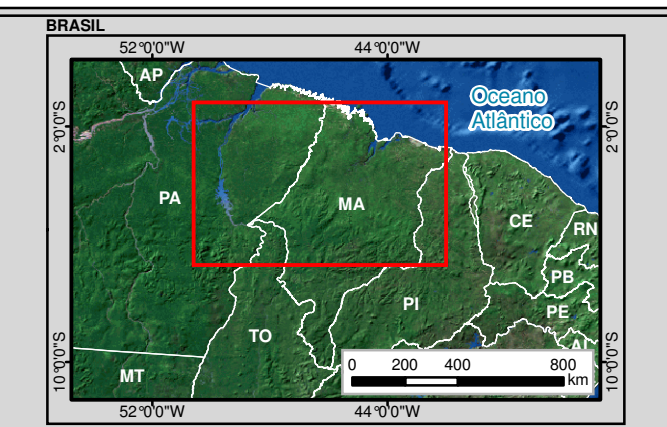 BRASIL
52°0'0"W 44°0'0"W
AP
Oceano
Atlântico
2°0'0"S 2°0'0"S
PA MA CE RN
PB
PI PE
TO AL
0 200 400 800
km
MT
10°0'0"S 10°0'0"S
52°0'0"W 44°0'0"W